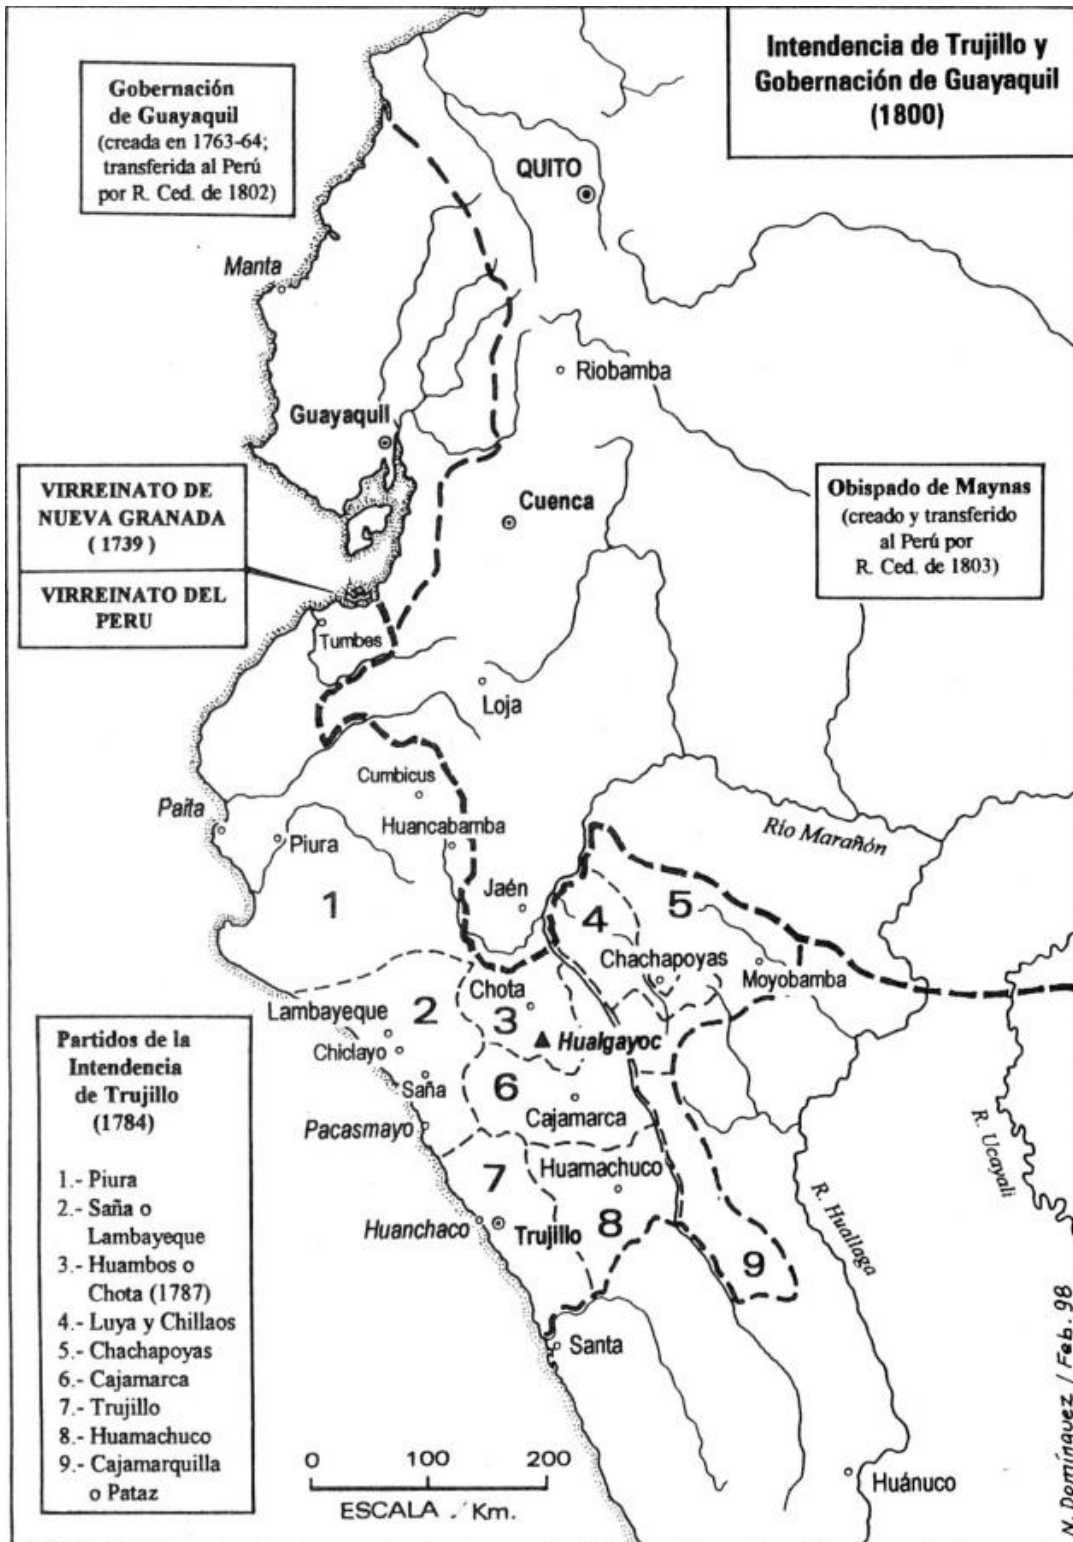 Intendencia de Trujillo y
Gobernación de Guayaquil
(1800)
Gobernación
de Guayaquil
(creada en 1763-64;
transferida al Perú
por R. Ced. de 1802)
QUITO
Manta
Riobamba
Guayaquil
VIRREINATO DE
NUEVA GRANADA
( 1739 )
VIRREINATO DEL
PERU
Cuenca
Obispado de Maynas
(creado y transferido
al Perú por
R. Ced. de 1803)
Tumbes
Loja
Cumbicus
Paita
Huancabamba
Piura
Río Marañón
Jaén
1
4
5
Chachapoyas
Moyobamba
Lambayeque
2
Chota
3
Hualgayoc
Chiclayo
Saña
6
Cajamarca
Pacasmayo
7
Huamachuco
Huanchaco
Trujillo
8
9
R. Huallaga
R. Ucayali
Santa
Huánuco
Partidos de la
Intendencia
de Trujillo
(1784)
1.- Piura
2.- Saña o
Lambayeque
3.- Huambos o
Chota (1787)
4.- Luya y Chillaos
5.- Chachapoyas
6.- Cajamarca
7.- Trujillo
8.- Huamachuco
9.- Cajamarquilla
o Pataz
0 100 200
ESCALA / Km.
N. Domínguez / Feb. 98